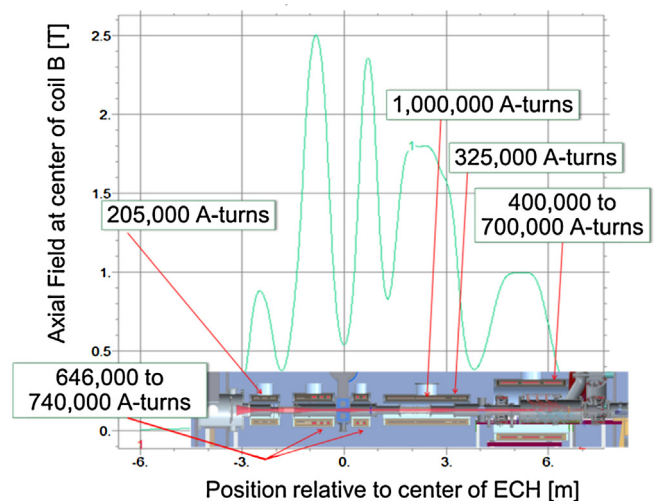 Axial Field at center of coil B [T]
2.5
2.
1.5
1.
0.5
0.
1,000,000 A-turns
1
325,000 A-turns
205,000 A-turns
400,000 to
700,000 A-turns
646,000 to
740,000 A-turns
1
-6.
-3.
0.
3.
6.
Position relative to center of ECH [m]